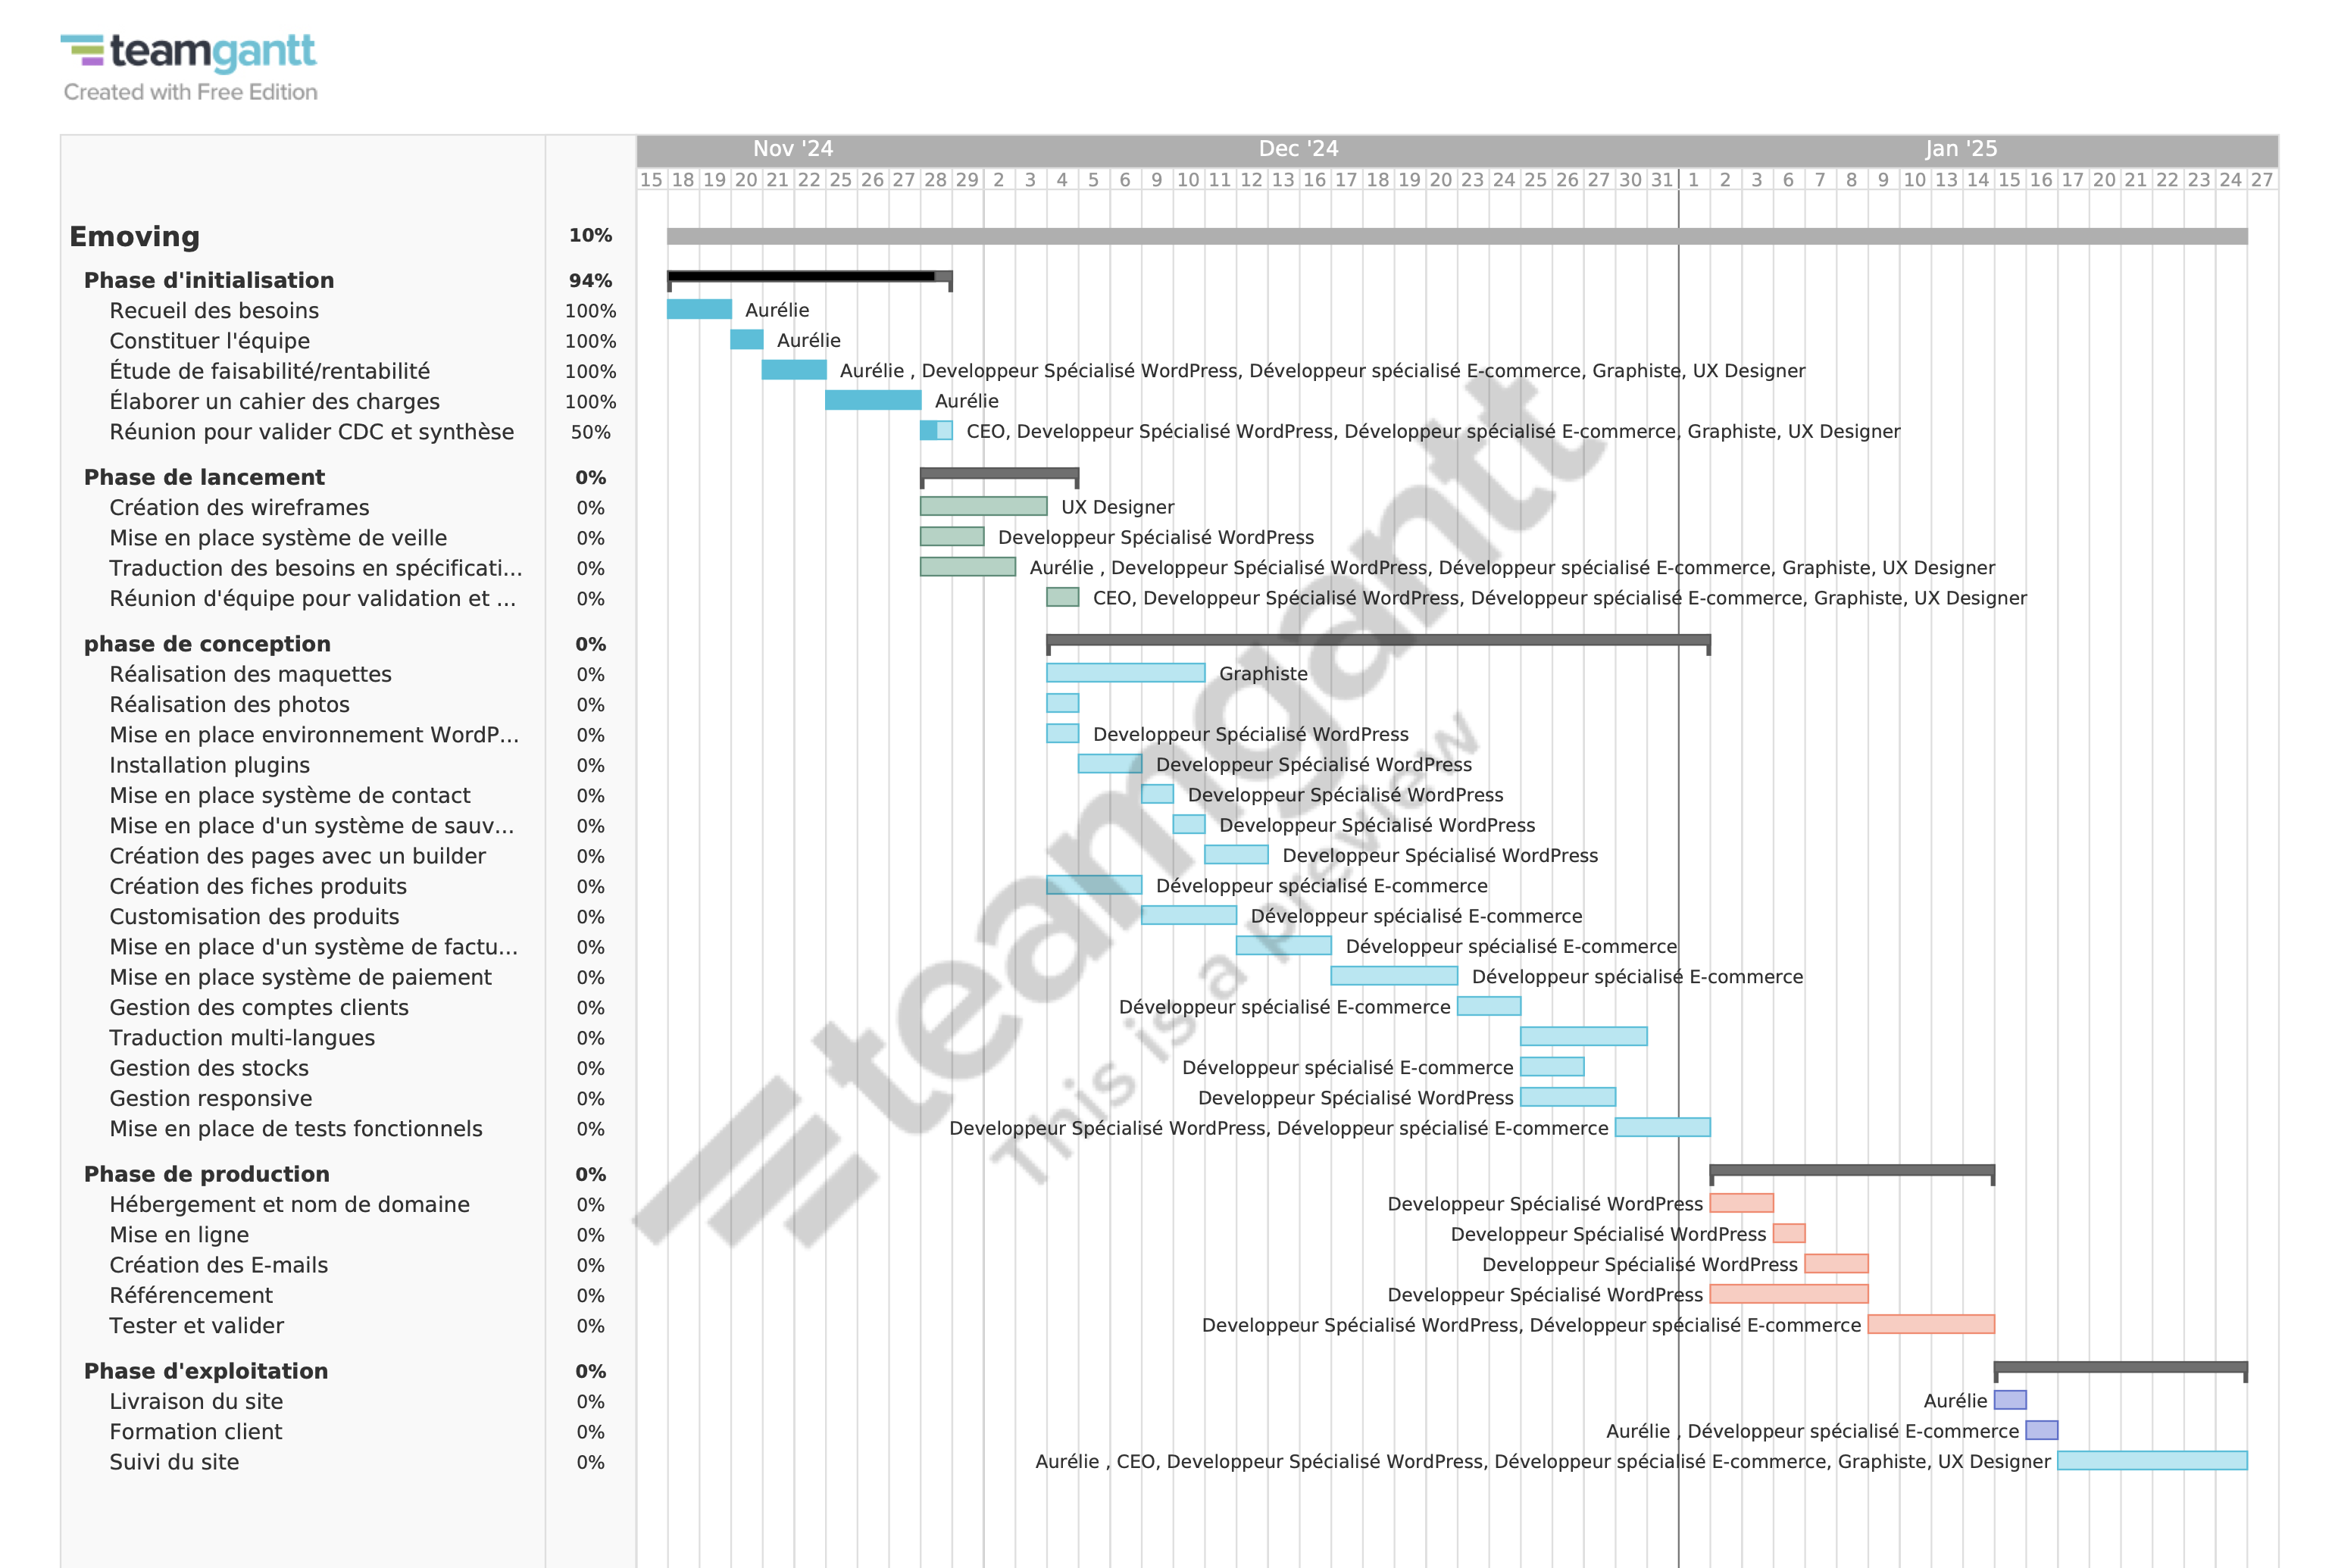 teamgantt
Created with Free Edition
Nov '24 Dec '24 Jan '25
15 18 19 20 21 22 25 26 27 28 29 2 3 4 5 6 9 10 11 12 13 16 17 18 19 20 23 24 25 26 27 30 31 1 2 3 6 7 8 9 10 13 14 15 16 17 20 21 22 23 24 27
Emoving 10%
Phase d'initialisation 94%
Recueil des besoins 100% Aurélie
Constituer l'équipe 100% Aurélie
Étude de faisabilité/rentabilité 100% Aurélie , Developpeur Spécialisé WordPress, Développeur spécialisé E-commerce, Graphiste, UX Designer
Élaborer un cahier des charges 100% Aurélie
Réunion pour valider CDC et synthèse 50% CEO, Developpeur Spécialisé WordPress, Développeur spécialisé E-commerce, Graphiste, UX Designer
Phase de lancement 0%
Création des wireframes 0% UX Designer
Mise en place système de veille 0% Developpeur Spécialisé WordPress
Traduction des besoins en spécificati... 0% Aurélie , Developpeur Spécialisé WordPress, Développeur spécialisé E-commerce, Graphiste, UX Designer
Réunion d'équipe pour validation et ... 0% CEO, Developpeur Spécialisé WordPress, Développeur spécialisé E-commerce, Graphiste, UX Designer
phase de conception 0%
Réalisation des maquettes 0% Graphiste
Réalisation des photos 0%
Mise en place environnement WordP... 0% Developpeur Spécialisé WordPress
Installation plugins 0% Developpeur Spécialisé WordPress
Mise en place système de contact 0% Developpeur Spécialisé WordPress
Mise en place d'un système de sauv... 0% Developpeur Spécialisé WordPress
Création des pages avec un builder 0% Developpeur Spécialisé WordPress
Création des fiches produits 0% Développeur spécialisé E-commerce
Customisation des produits 0% Développeur spécialisé E-commerce
Mise en place d'un système de factu... 0% Développeur spécialisé E-commerce
Mise en place système de paiement 0% Développeur spécialisé E-commerce
Gestion des comptes clients 0% Développeur spécialisé E-commerce
Traduction multi-langues 0%
Gestion des stocks 0% Développeur spécialisé E-commerce
Gestion responsive 0% Developpeur Spécialisé WordPress
Mise en place de tests fonctionnels 0% Developpeur Spécialisé WordPress, Développeur spécialisé E-commerce
Phase de production 0%
Hébergement et nom de domaine 0% Developpeur Spécialisé WordPress
Mise en ligne 0% Developpeur Spécialisé WordPress
Création des E-mails 0% Developpeur Spécialisé WordPress
Référencement 0% Developpeur Spécialisé WordPress
Tester et valider 0% Developpeur Spécialisé WordPress, Développeur spécialisé E-commerce
Phase d'exploitation 0%
Livraison du site 0% Aurélie
Formation client 0% Aurélie , Développeur spécialisé E-commerce
Suivi du site 0% Aurélie , CEO, Developpeur Spécialisé WordPress, Développeur spécialisé E-commerce, Graphiste, UX Designer
teamgantt
This is a preview